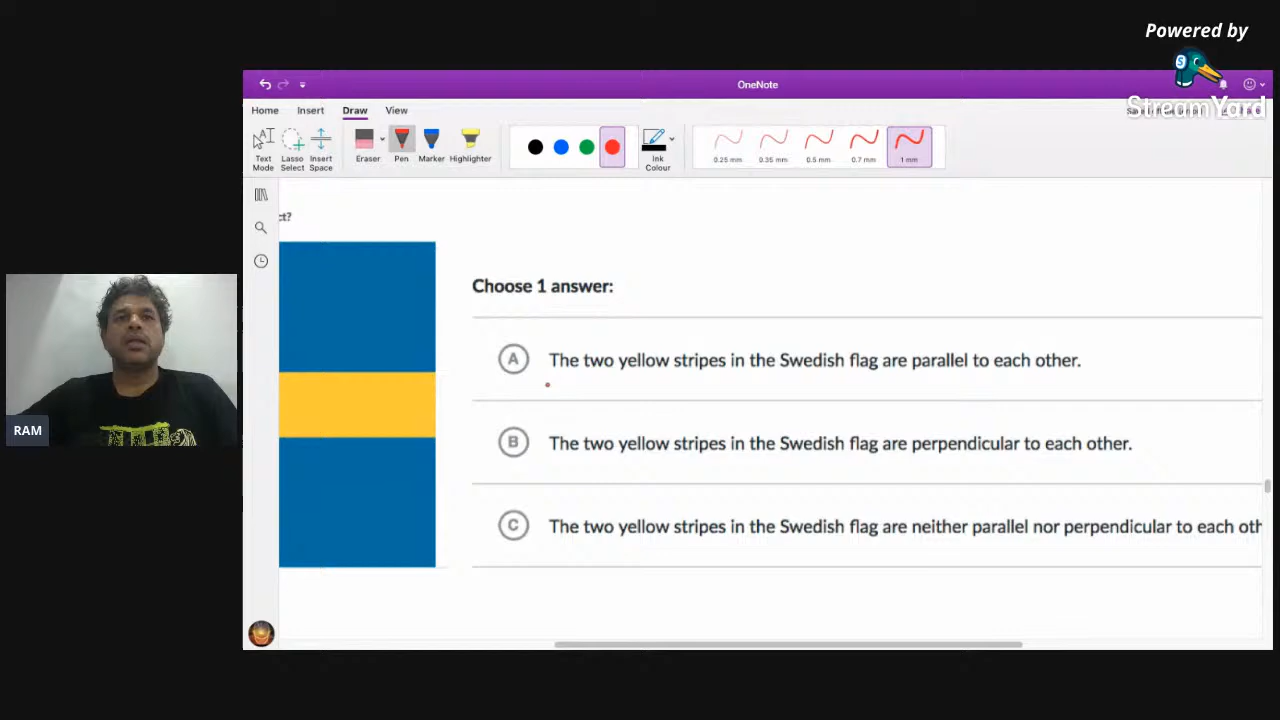 Powered by
StreamYard
OneNote
Home Insert Draw View
Text Mode
Lasso Select
Insert Space
Eraser
Pen
Marker
Highlighter
Ink Colour
0.25 mm
0.35 mm
0.5 mm
0.7 mm
1 mm
ct?
Choose 1 answer:
A The two yellow stripes in the Swedish flag are parallel to each other.
B The two yellow stripes in the Swedish flag are perpendicular to each other.
C The two yellow stripes in the Swedish flag are neither parallel nor perpendicular to each oth
RAM